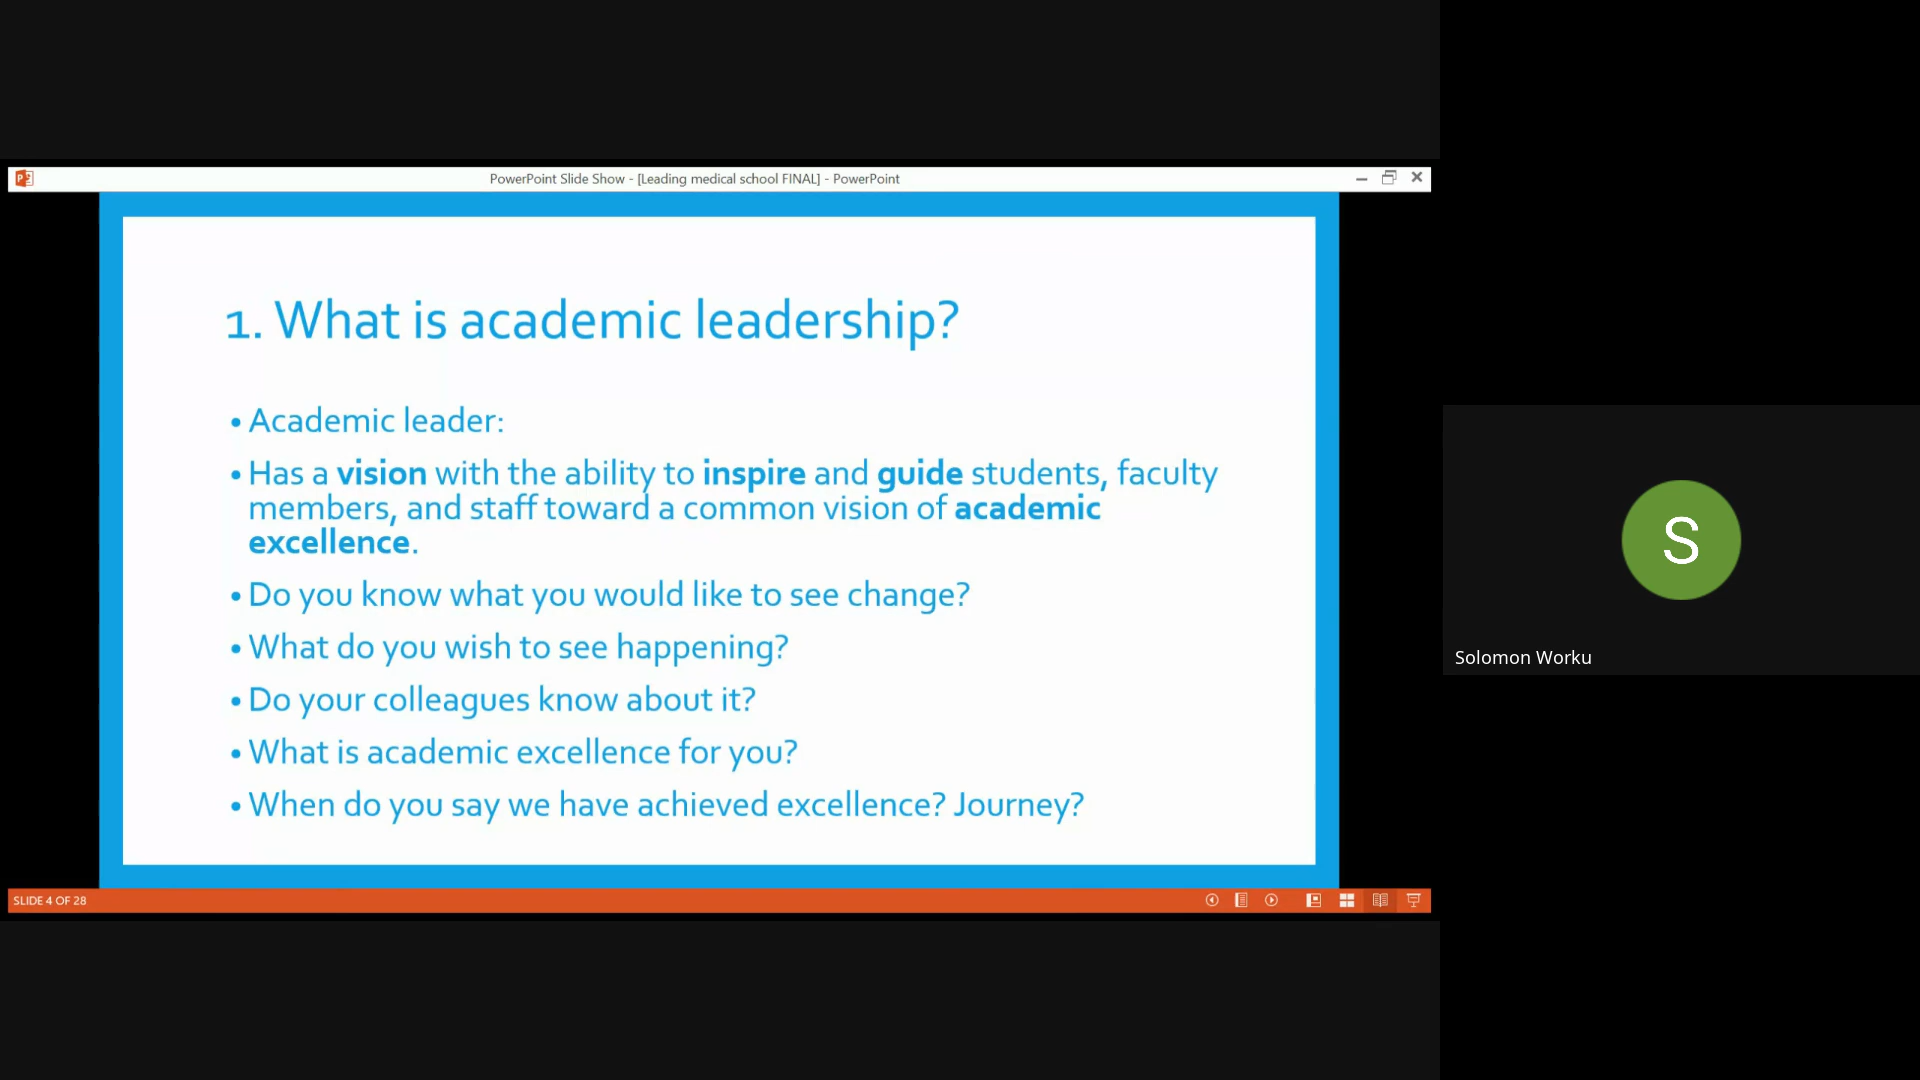 PowerPoint Slide Show - [Leading medical school FINAL] - PowerPoint
1. What is academic leadership?
• Academic leader:
• Has a vision with the ability to inspire and guide students, faculty
members, and staff toward a common vision of academic
excellence.
• Do you know what you would like to see change?
• What do you wish to see happening?
• Do your colleagues know about it?
• What is academic excellence for you?
• When do you say we have achieved excellence? Journey?
SLIDE 4 OF 28
S
Solomon Worku